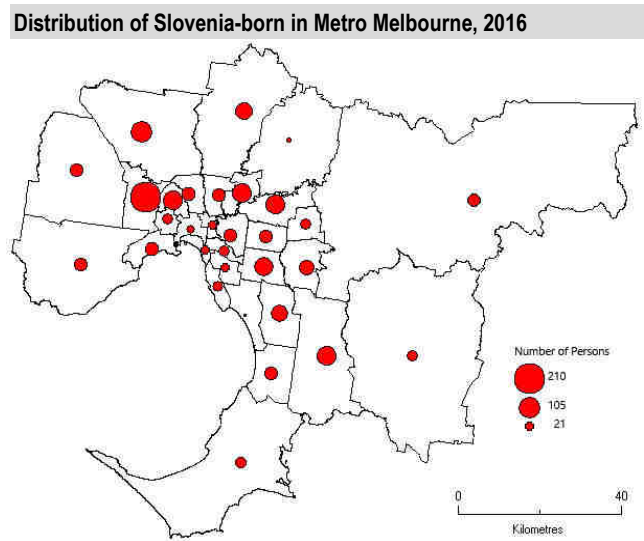 Distribution of Slovenia-born in Metro Melbourne, 2016
Number of Persons
210
105
21
0 40
Kilometres